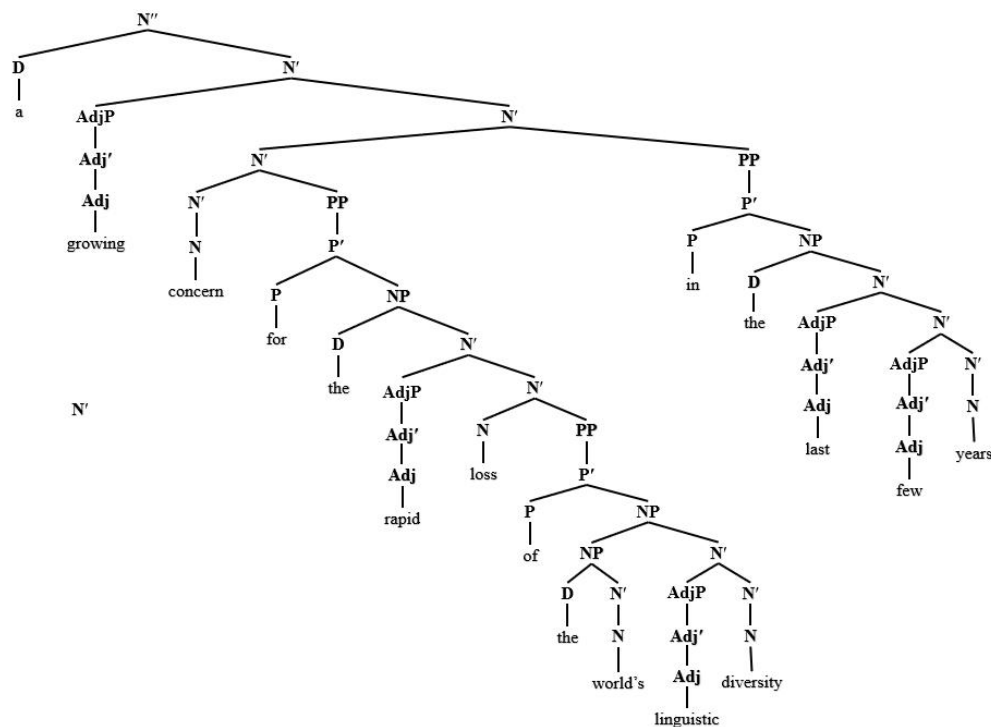 N″
D N′
a AdjP N′
Adj′ N′ PP
Adj N′ PP P′
growing N P′ P NP
concern P NP in D N′
for D N′ the AdjP N′
the AdjP N′ Adj′ AdjP N′
N′ Adj′ N PP Adj Adj′ N
Adj loss P′ last Adj years
rapid P NP few
of NP N′
D N′ AdjP N′
the N Adj′ N
world's Adj diversity
linguistic